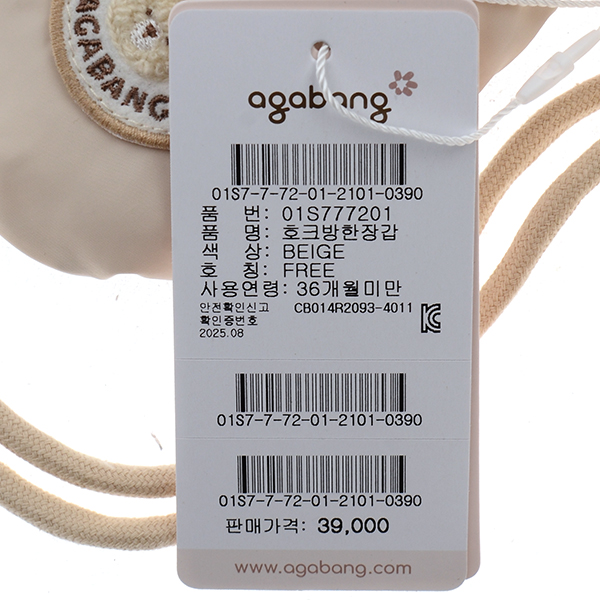 AGABANG
agabang
01S7-7-72-01-2101-0390
품 번: 01S777201
품 명: 호크방한장갑
색 상: BEIGE
호 칭: FREE
사용연령: 36개월미만
안전확인신고 CB014R2093-4011
확인증번호
2025.08
01S7-7-72-01-2101-0390
01S7-7-72-01-2101-0390
판매가격: 39,000
www.agabang.com